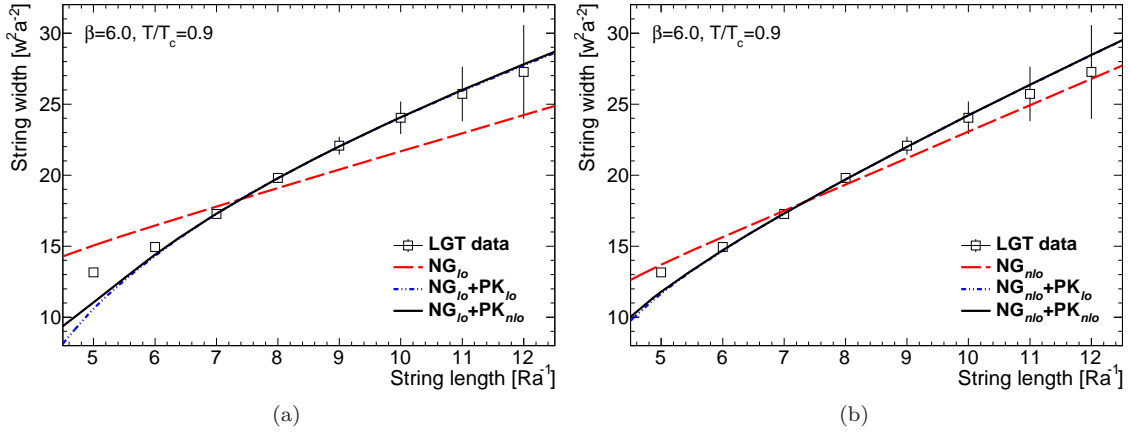 String width [w²a⁻²]
30
25
20
15
10
β=6.0, T/T_c=0.9
LGT data
NG_lo
NG_lo+PK_lo
NG_lo+PK_nlo
5 6 7 8 9 10 11 12
String length [Ra⁻¹]
(a)
String width [w²a⁻²]
30
25
20
15
10
β=6.0, T/T_c=0.9
LGT data
NG_nlo
NG_nlo+PK_lo
NG_nlo+PK_nlo
5 6 7 8 9 10 11 12
String length [Ra⁻¹]
(b)